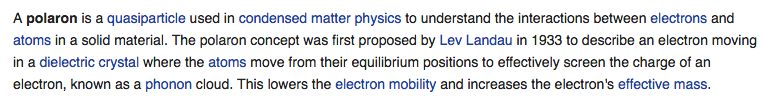 A polaron is a quasiparticle used in condensed matter physics to understand the interactions between electrons and
atoms in a solid material. The polaron concept was first proposed by Lev Landau in 1933 to describe an electron moving
in a dielectric crystal where the atoms move from their equilibrium positions to effectively screen the charge of an
electron, known as a phonon cloud. This lowers the electron mobility and increases the electron's effective mass.